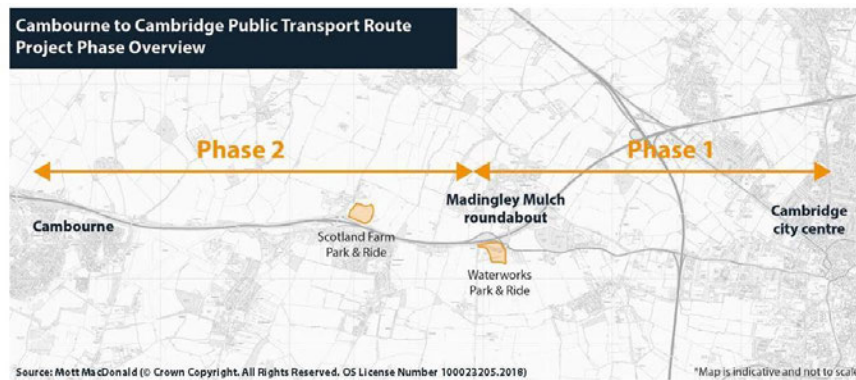 Cambourne to Cambridge Public Transport Route
Project Phase Overview
Phase 2
Phase 1
Madingley Mulch
roundabout
Cambourne
Scotland Farm
Park & Ride
Cambridge
city centre
Waterworks
Park & Ride
Source: Mott MacDonald (© Crown Copyright. All Rights Reserved. OS License Number 100023205.2018)
*Map is indicative and not to scale